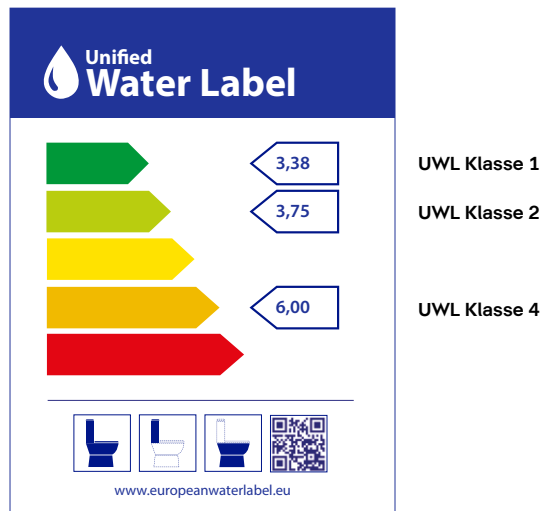 Unified
Water Label
3,38 UWL Klasse 1
3,75 UWL Klasse 2
6,00 UWL Klasse 4
www.europeanwaterlabel.eu